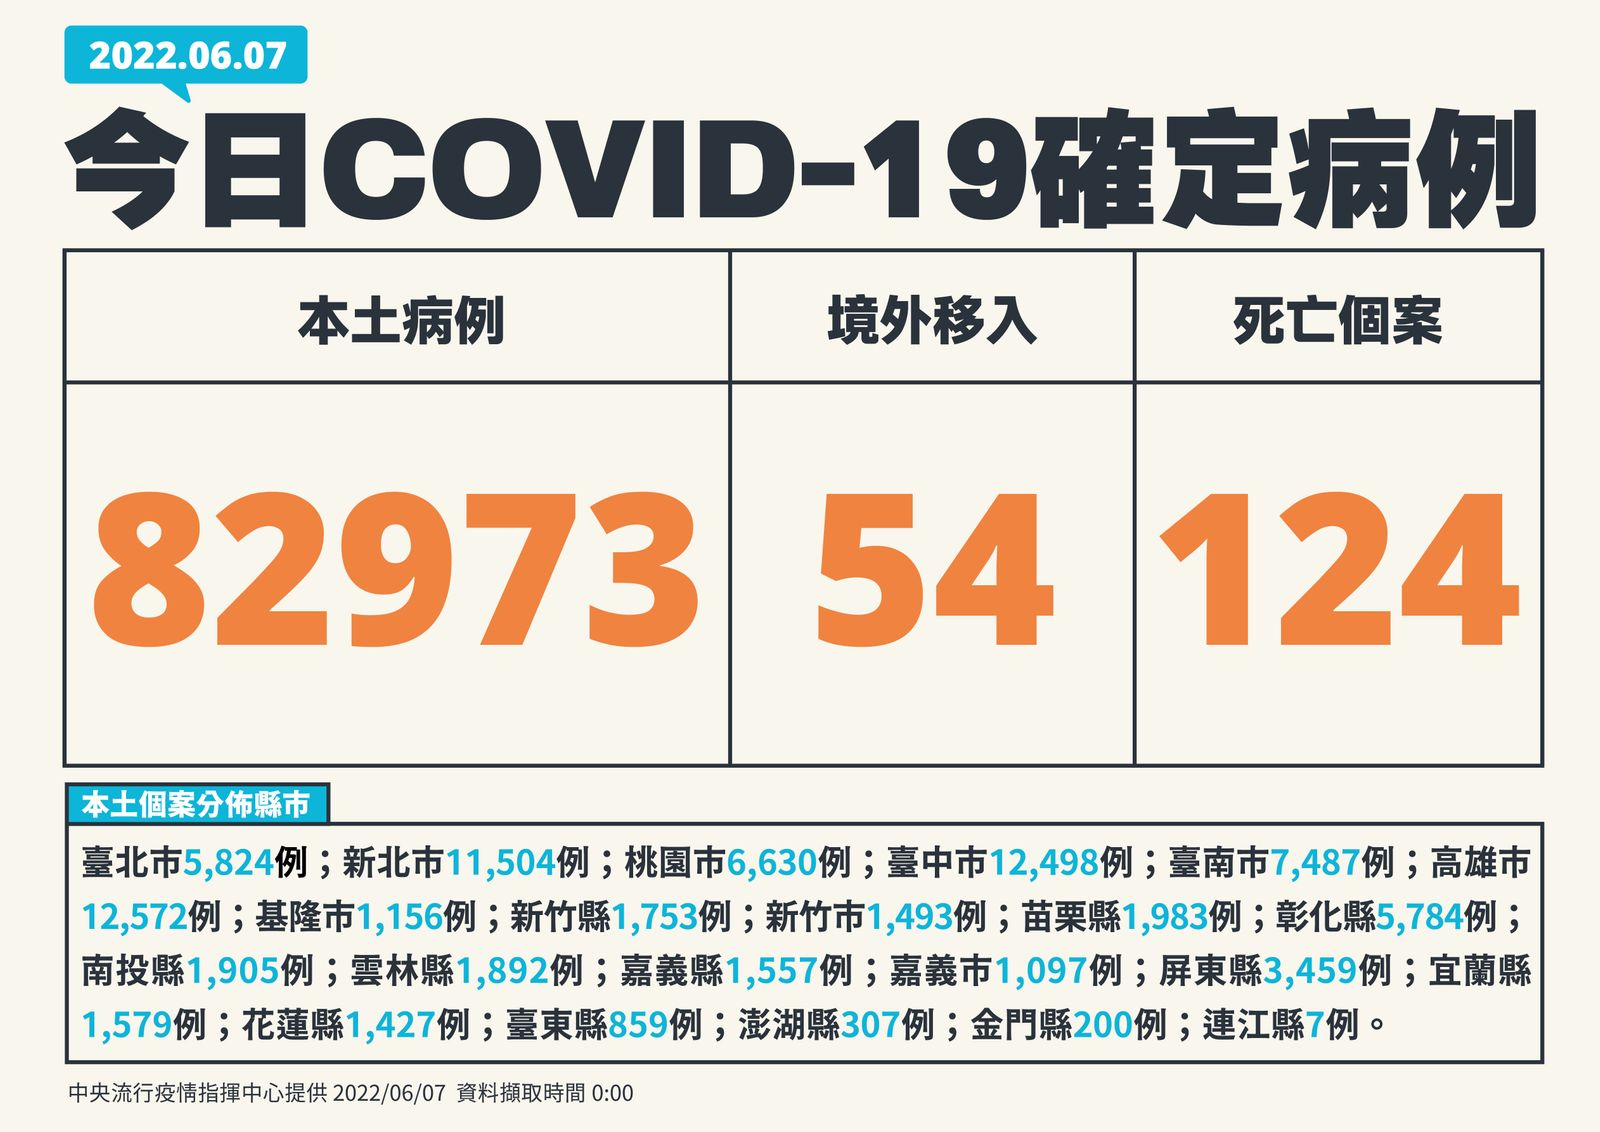 2022.06.07
今日COVID-19確定病例
本土病例
境外移入
死亡個案
82973
54
124
本土個案分佈縣市
臺北市5,824例；新北市11,504例；桃園市6,630例；臺中市12,498例；臺南市7,487例；高雄市
12,572例；基隆市1,156例；新竹縣1,753例；新竹市1,493例；苗栗縣1,983例；彰化縣5,784例；
南投縣1,905例；雲林縣1,892例；嘉義縣1,557例；嘉義市1,097例；屏東縣3,459例；宜蘭縣
1,579例；花蓮縣1,427例；臺東縣859例；澎湖縣307例；金門縣200例；連江縣7例。
中央流行疫情指揮中心提供 2022/06/07 資料擷取時間 0:00